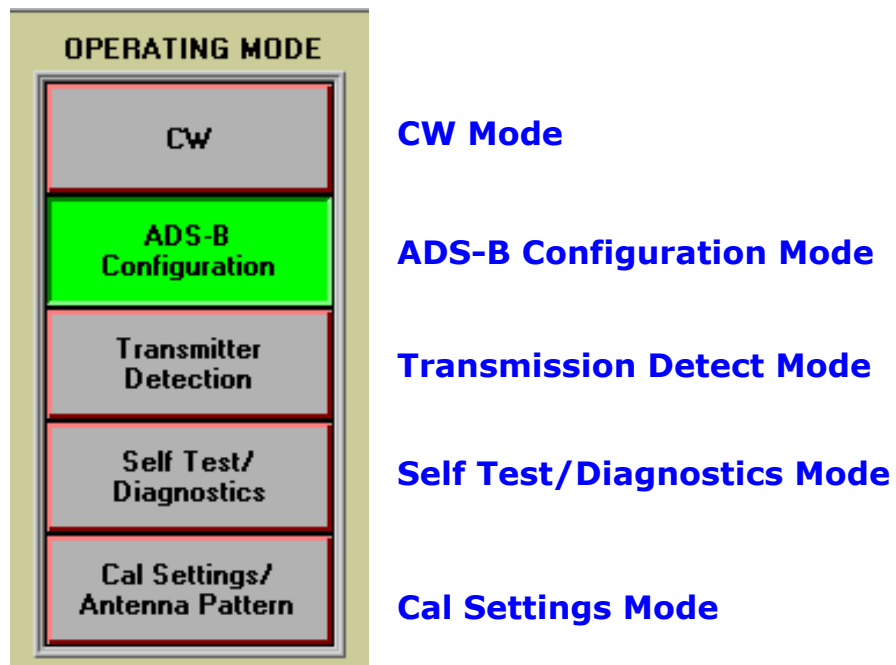 OPERATING MODE
CW
CW Mode
ADS-B
Configuration
ADS-B Configuration Mode
Transmitter
Detection
Transmission Detect Mode
Self Test/
Diagnostics
Self Test/Diagnostics Mode
Cal Settings/
Antenna Pattern
Cal Settings Mode